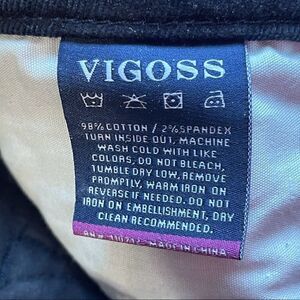 VIGOSS
98% COTTON / 2% SPANDEX
TURN INSIDE OUT, MACHINE
WASH COLD WITH LIKE
COLORS, DO NOT BLEACH,
TUMBLE DRY LOW, REMOVE
PROMPTLY, WARM IRON ON
REVERSE IF NEEDED. DO NOT
IRON ON EMBELLISHMENT, DRY
CLEAN RECOMMENDED.
MADE IN CHINA